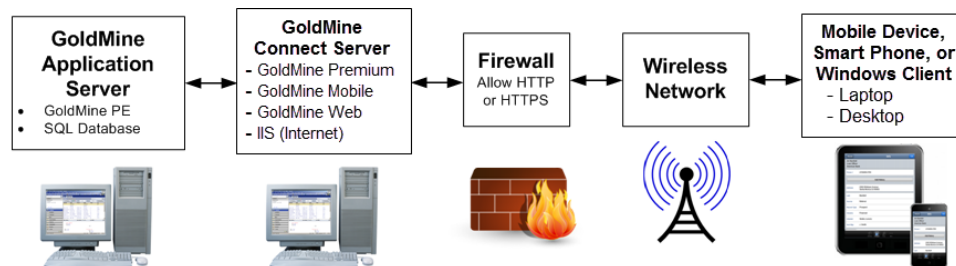 GoldMine
Application
Server
• GoldMine PE
• SQL Database
GoldMine
Connect Server
- GoldMine Premium
- GoldMine Mobile
- GoldMine Web
- IIS (Internet)
Firewall
Allow HTTP
or HTTPS
Wireless
Network
Mobile Device,
Smart Phone, or
Windows Client
- Laptop
- Desktop